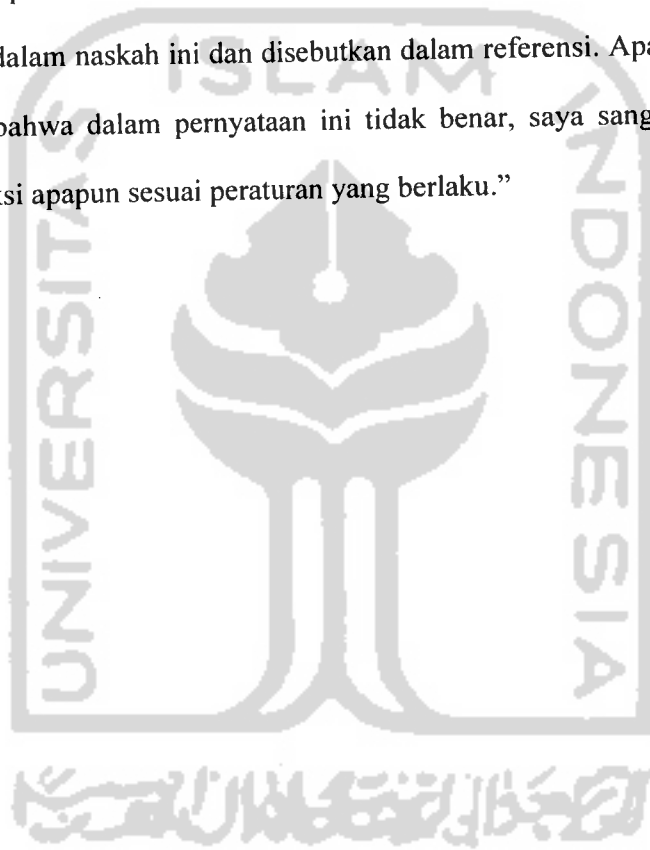 dalam naskah ini dan disebutkan dalam referensi. Apa
bahwa dalam pernyataan ini tidak benar, saya sang
ksi apapun sesuai peraturan yang berlaku.”
ISLAM
UNIVERSITAS
INDONESIA